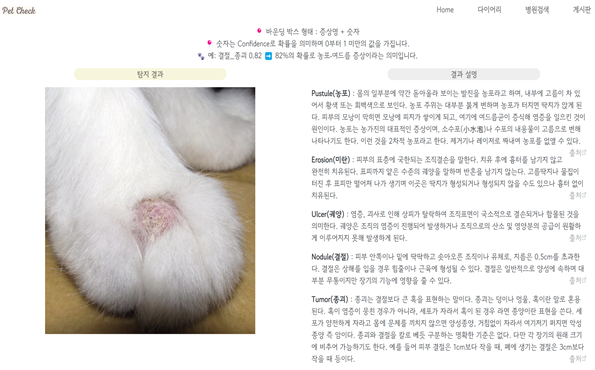 Pet Check
Home 다이어리 병원검색 게시판
바운딩 박스 형태 : 증상명 + 숫자
숫자는 Confidence로 확률을 의미하며 0부터 1 미만의 값을 가집니다.
예: 결절_종괴 0.82 ➡ 82%의 확률로 농포·여드름 증상이라는 의미입니다.
탐지 결과
결과 설명
Pustule(농포) : 몸의 일부분에 약간 돋아올라 보이는 발진을 농포라고 하며, 내부에 고름이 차 있
어서 황색 또는 회백색으로 보인다. 농포 주위는 대부분 붉게 변하며 농포가 터지면 딱지가 앉게 된
다. 피부의 모낭이 막히면 모낭에 피지가 쌓이게 되고, 여기에 여드름균이 증식해 염증을 일으킨 것이
원인이다. 농포는 농가진의 대표적인 증상이며, 소수포(小水泡)나 수포의 내용물이 고름으로 변해
나타나기도 한다. 이런 것을 2차적 농포라고 한다. 제거기나 레이저로 짜내며 농포를 없앨 수 있다.
출처
Erosion(미란) : 피부의 표층에 국한되는 조직결손을 말한다. 치유 후에 흉터를 남기지 않고
완전히 치유된다. 표피까지 얕은 수준의 궤양을 말하며 반흔을 남기지 않는다. 고름딱지나 물집이
터진 후 표피만 떨어져 나가 생기며 이곳은 딱지가 형성되거나 형성되지 않을 수도 있으나 흉터 없이
치유된다.
출처
Ulcer(궤양) : 염증, 괴사로 인해 상피가 탈락하여 조직표면이 국소적으로 결손되거나 함몰된 것을
의미한다. 궤양은 조직의 염증이 진행되어 발생하거나 조직으로의 산소 및 영양분의 공급이 원활하
게 이루어지지 못해 발생하게 된다.
출처
Nodule(결절) : 피부 안쪽이나 밑에 딱딱하고 솟아오른 조직이나 유체로, 지름은 0.5cm를 초과한
다. 결절은 상해를 입을 경우 힘줄이나 근육에 형성될 수 있다. 결절은 일반적으로 양성에 속하며 대
부분 무통이지만 장기의 기능에 영향을 줄 수 있다.
출처
Tumor(종괴) : 종괴는 결절보다 큰 혹을 표현하는 말이다. 종괴는 덩이나 멍울, 혹이란 말로 혼용
된다. 혹이 염증이 뭉친 경우가 아니라, 세포가 자라서 혹이 된 경우 라면 종양이란 표현을 쓴다. 세
포가 양전하게 자라고 몸에 문제를 끼치지 않으면 양성종양, 거침없이 자라서 여기저기 퍼지면 악성
종양 즉 암이다. 종괴와 결절을 칼로 베듯 구분하는 명확한 기준은 없다. 다만 각 장기의 원래 크기
에 비추어 가늠하기도 한다. 예를 들어 피부 결절은 1cm보다 작을 때, 폐에 생기는 결절은 3cm보다
작을 때 등이다.
출처